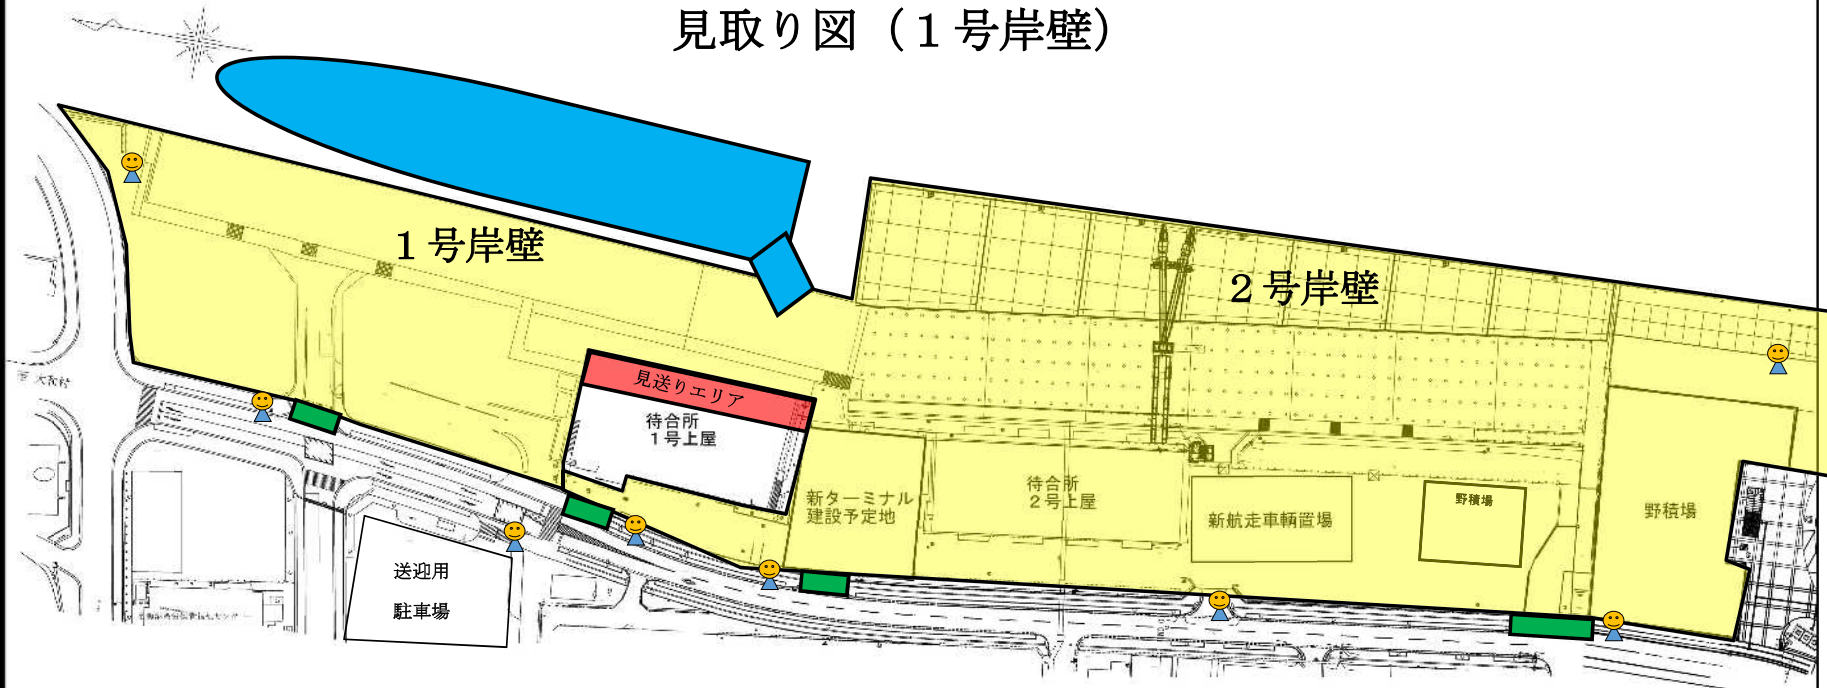 見取り図（１号岸壁）
１号岸壁
２号岸壁
見送りエリア
待合所
１号上屋
新ターミナル
建設予定地
待合所
２号上屋
新航走車輌置場
野積場
野積場
送迎用
駐車場